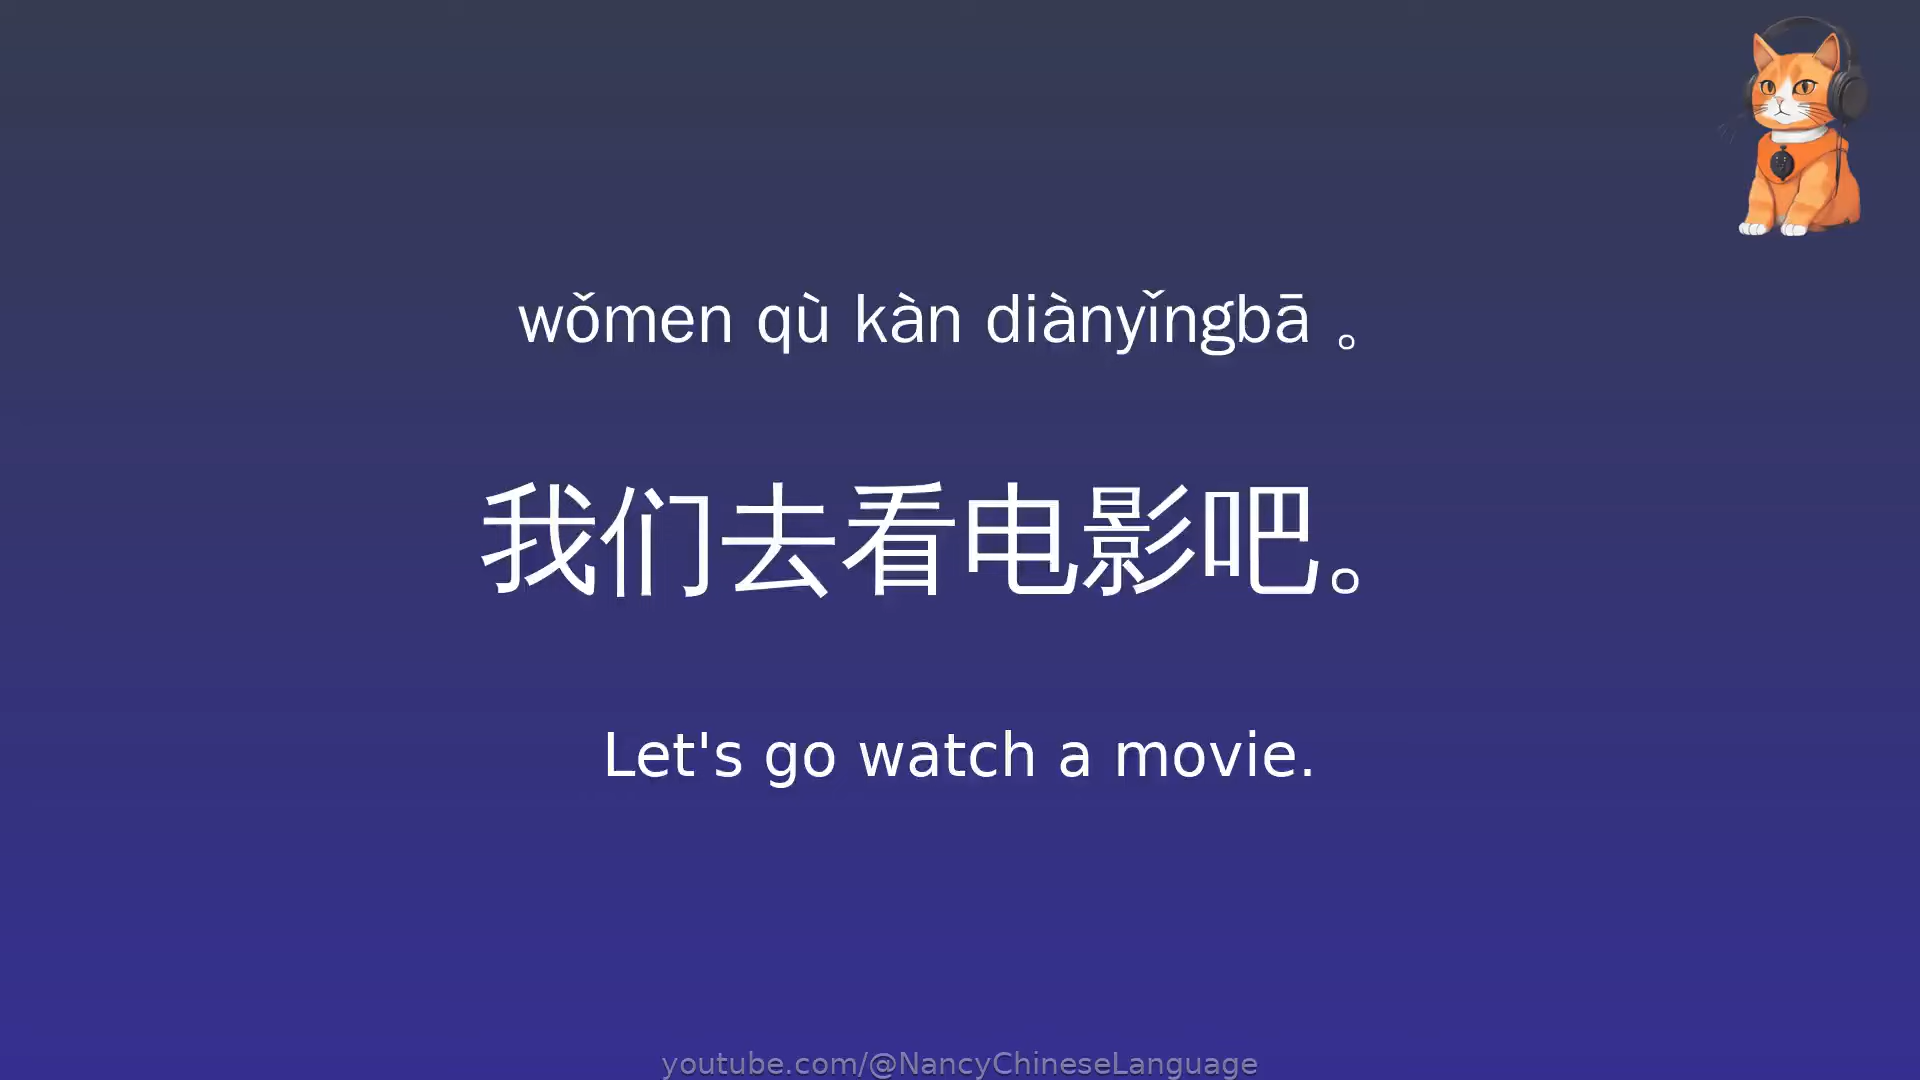 wǒmen qù kàn diànyǐngbā 。
我们去看电影吧。
Let's go watch a movie.
youtube.com/@NancyChineseLanguage